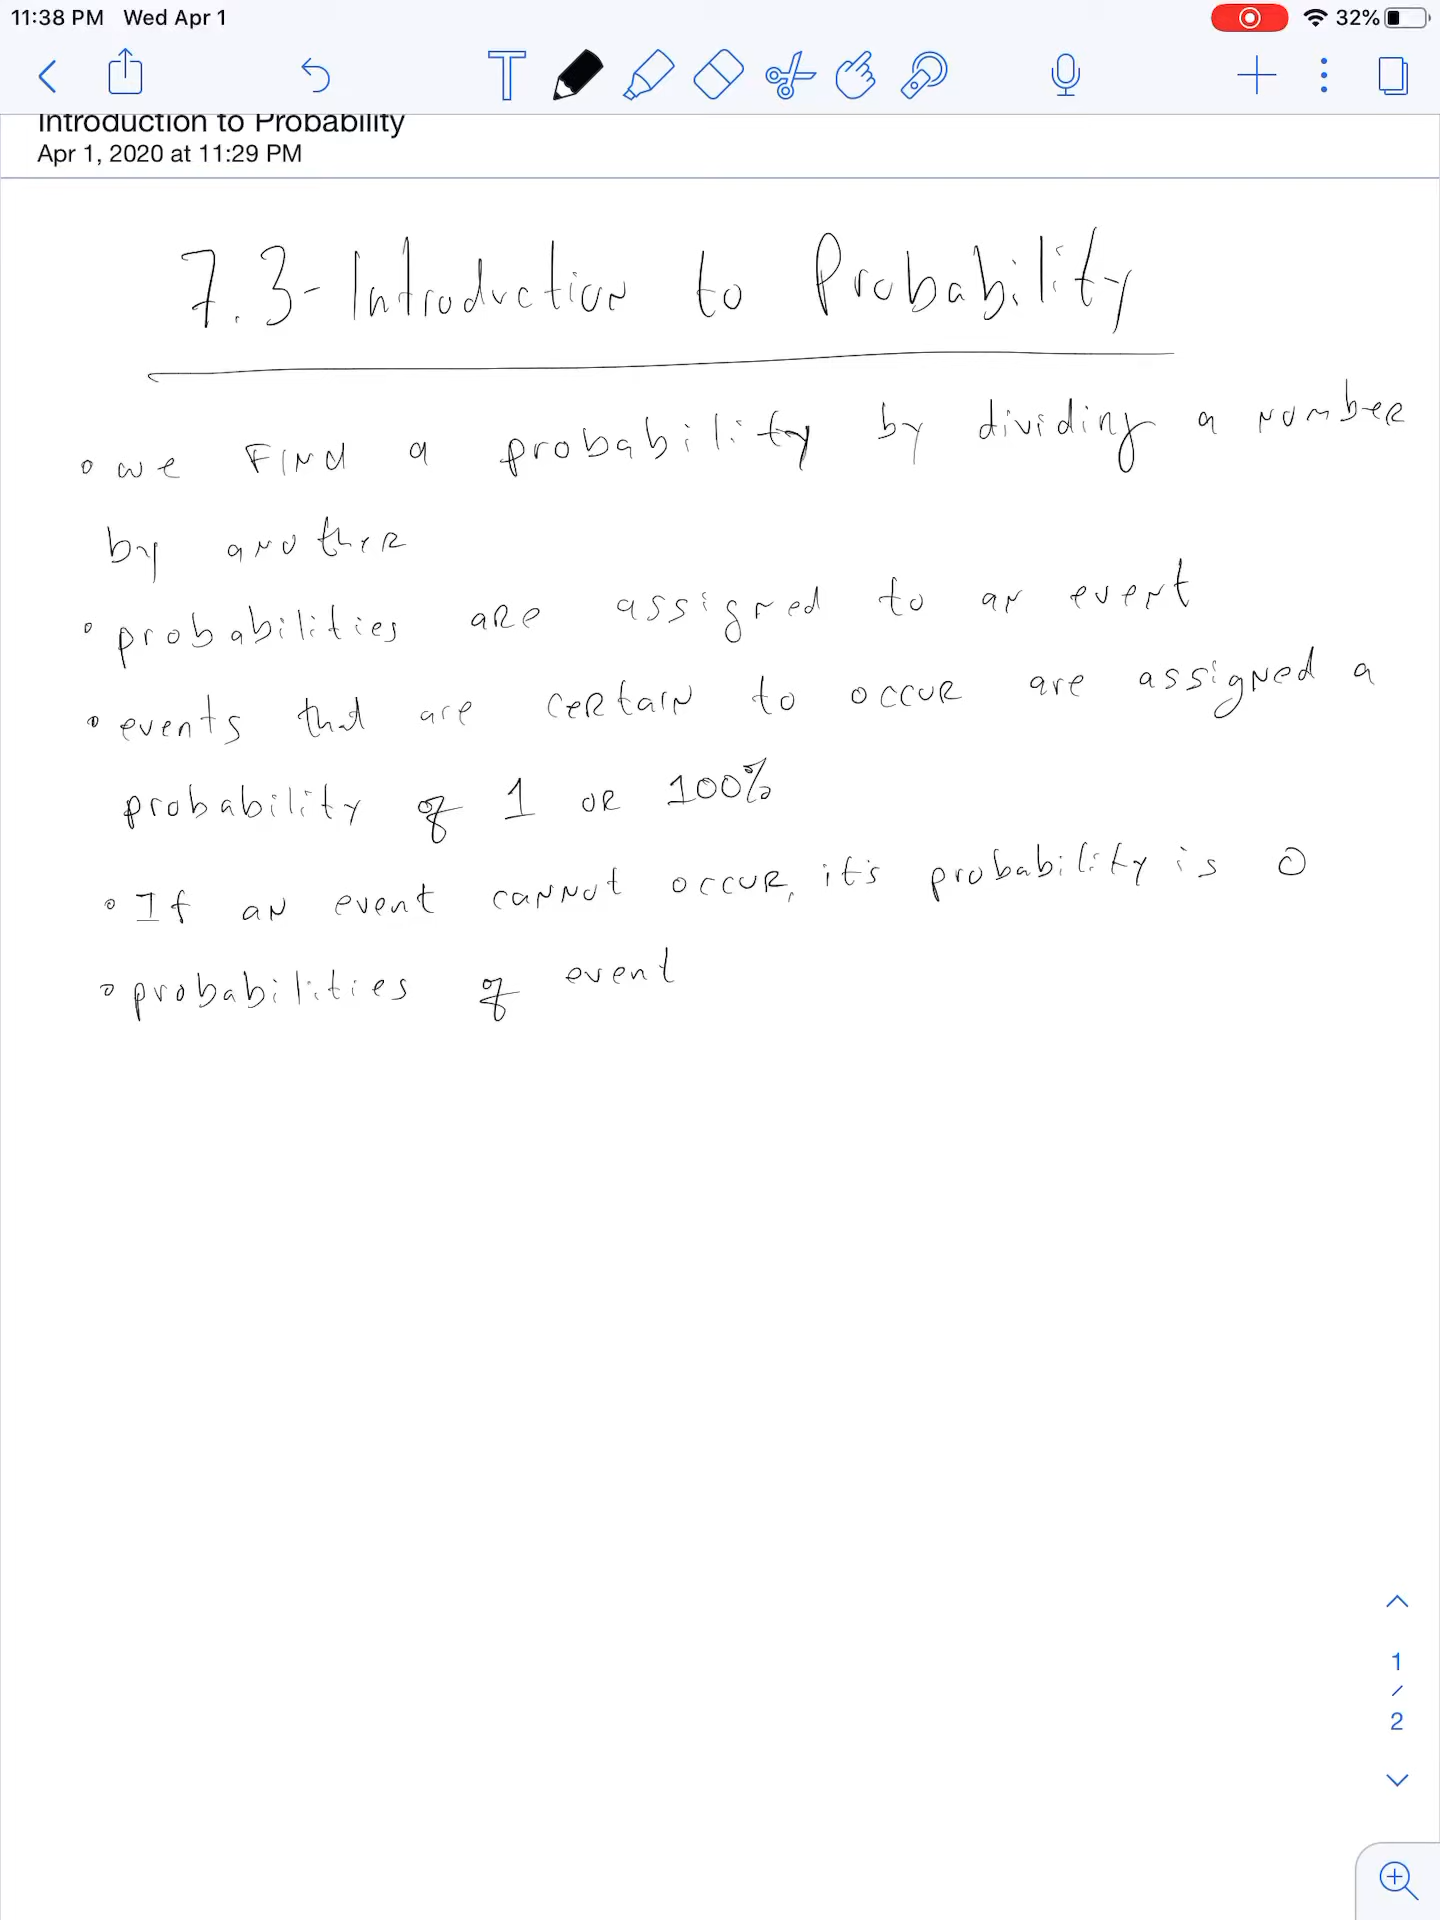 11:38 PM Wed Apr 1
32%
Introduction to Probability
Apr 1, 2020 at 11:29 PM
7.3-Introduction to Probability
• we Find a probability by dividing a number
by another
• probabilities are assigned to an event
• events that are certain to occur are assigned a
probability of 1 or 100%
• If an event cannot occur, it's probability is 0
• probabilities of event
1
/
2